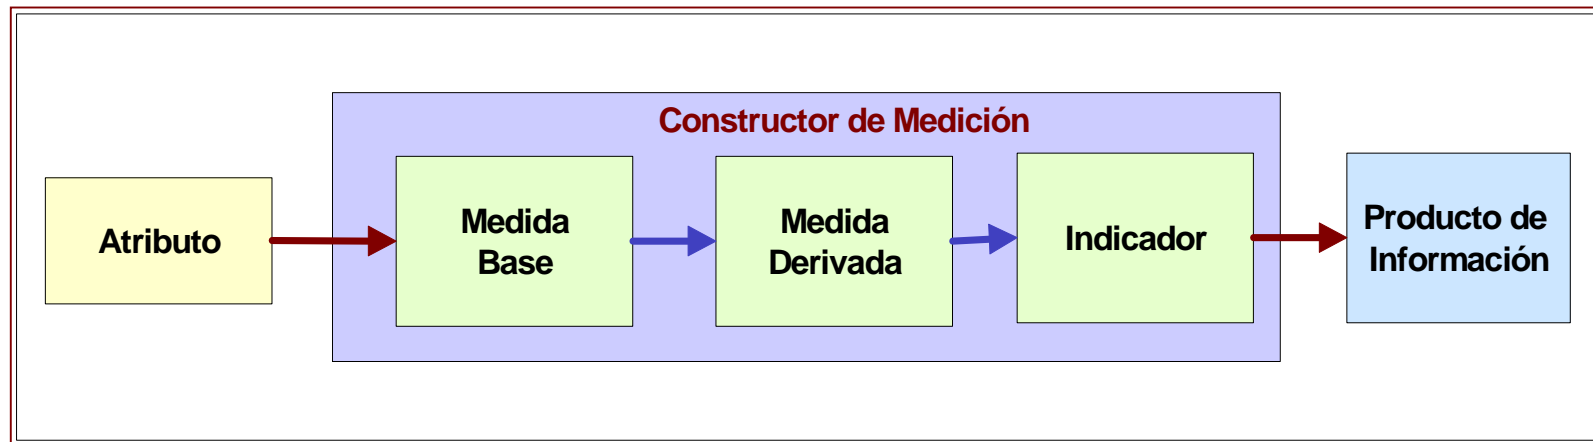 Constructor de Medición
Atributo
Medida
Base
Medida
Derivada
Indicador
Producto de
Información